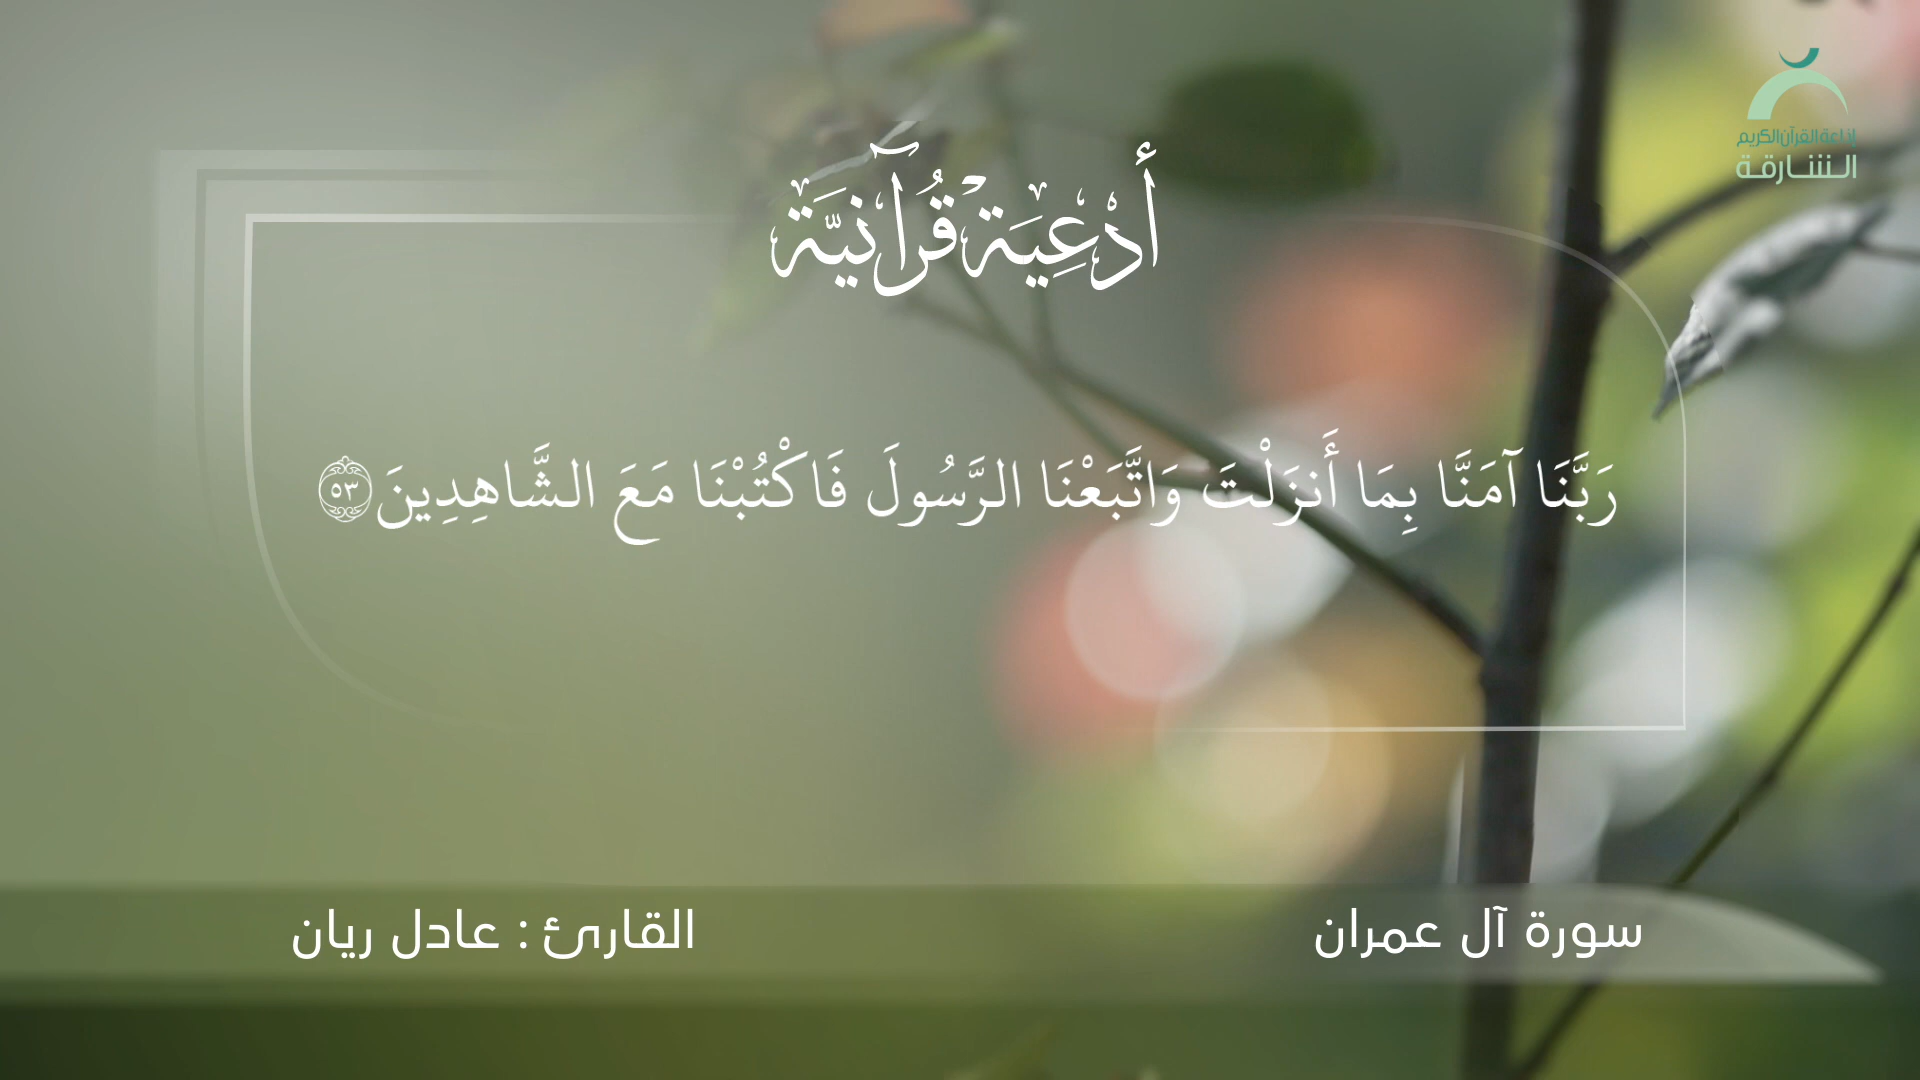 إذاعة القرآن الكريم
الشارقة
أَدْعِيَة قُرآنيَّة
رَبَّنَا آمَنَّا بِمَا أَنزَلْتَ وَاتَّبَعْنَا الرَّسُولَ فَاكْتُبْنَا مَعَ الشَّاهِدِينَ ٥٣
سورة آل عمران
القارئ : عادل ريان